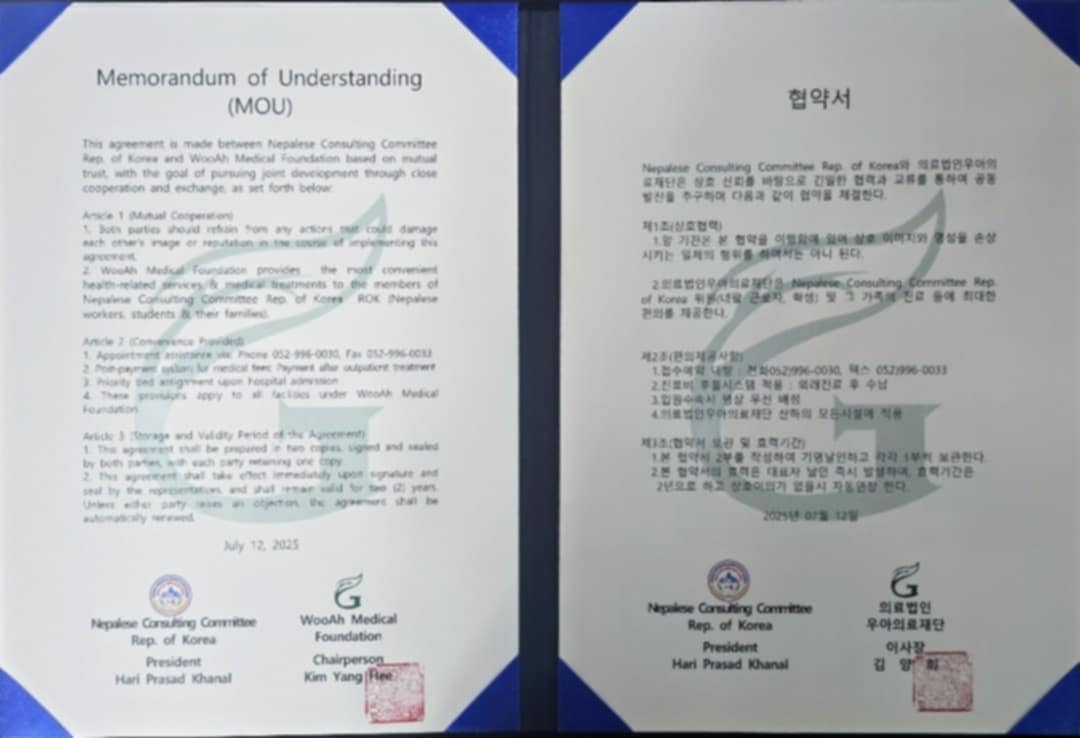 Memorandum of Understanding
(MOU)
This agreement is made between Nepalese Consulting Committee
Rep. of Korea and WooAh Medical Foundation based on mutual
trust, with the goal of pursuing joint development through close
cooperation and exchange, as set forth below:
Article 1 (Mutual Cooperation)
1. Both parties should refrain from any actions that could damage
each other's image or reputation in the course of implementing this
agreement.
2. WooAh Medical Foundation provides the most convenient
health-related services & medical treatments to the members of
Nepalese Consulting Committee Rep. of Korea ROK (Nepalese
workers, students & their families).
Article 2 (Convenience Provided)
1. Appointment assistance via: Phone 052-996-0030, Fax 052-996-0033
2. Post-payment system for medical fees: Payment after outpatient treatment
3. Priority bed assignment upon hospital admission
4. These provisions apply to all facilities under WooAh Medical
Foundation
Article 3 (Storage and Validity Period of the Agreement)
1. This agreement shall be prepared in two copies, signed and sealed
by both parties, with each party retaining one copy.
2. This agreement shall take effect immediately upon signature and
seal by the representatives, and shall remain valid for two (2) years.
Unless either party raises an objection, the agreement shall be
automatically renewed.
July 12, 2025
Nepalese Consulting Committee
Rep. of Korea
President
Hari Prasad Khanal
WooAh Medical
Foundation
Chairperson
Kim Yang Hee
협약서
Nepalese Consulting Committee Rep. of Korea와 의료법인우아의
료재단은 상호 신뢰를 바탕으로 긴밀한 협력과 교류를 통하여 공동
발전을 추구하며 다음과 같이 협약을 체결한다.
제1조(상호협력)
1.양 기관은 본 협약을 이행함에 있어 상호 이미지와 명성을 손상
시키는 일체의 행위를 하여서는 아니 된다.
2.의료법인우아의료재단은 Nepalese Consulting Committee Rep.
of Korea 위원(네팔 근로자, 학생) 및 그 가족의 진료 등에 최대한
편의를 제공한다.
제2조(편의제공사항)
1.접수예약 : 전화052)996-0030, 팩스 052)996-0033
2.진료비 후불시스템 적용 : 외래진료 후 수납
3.입원수속시 병상 우선 배정
4.의료법인우아의료재단 산하의 모든시설에 적용
제3조(협약서 보관 및 효력기간)
1.본 협약서 2부를 작성하여 기명날인하고 각각 1부씩 보관한다.
2.본 협약서의 효력은 대표자 날인 즉시 발생하며, 효력기간은
2년으로 하고 상호이의가 없을시 자동연장 한다.
2025년 07월 12일
Nepalese Consulting Committee
Rep. of Korea
President
Hari Prasad Khanal
의료법인
우아의료재단
이사장
김 양 희